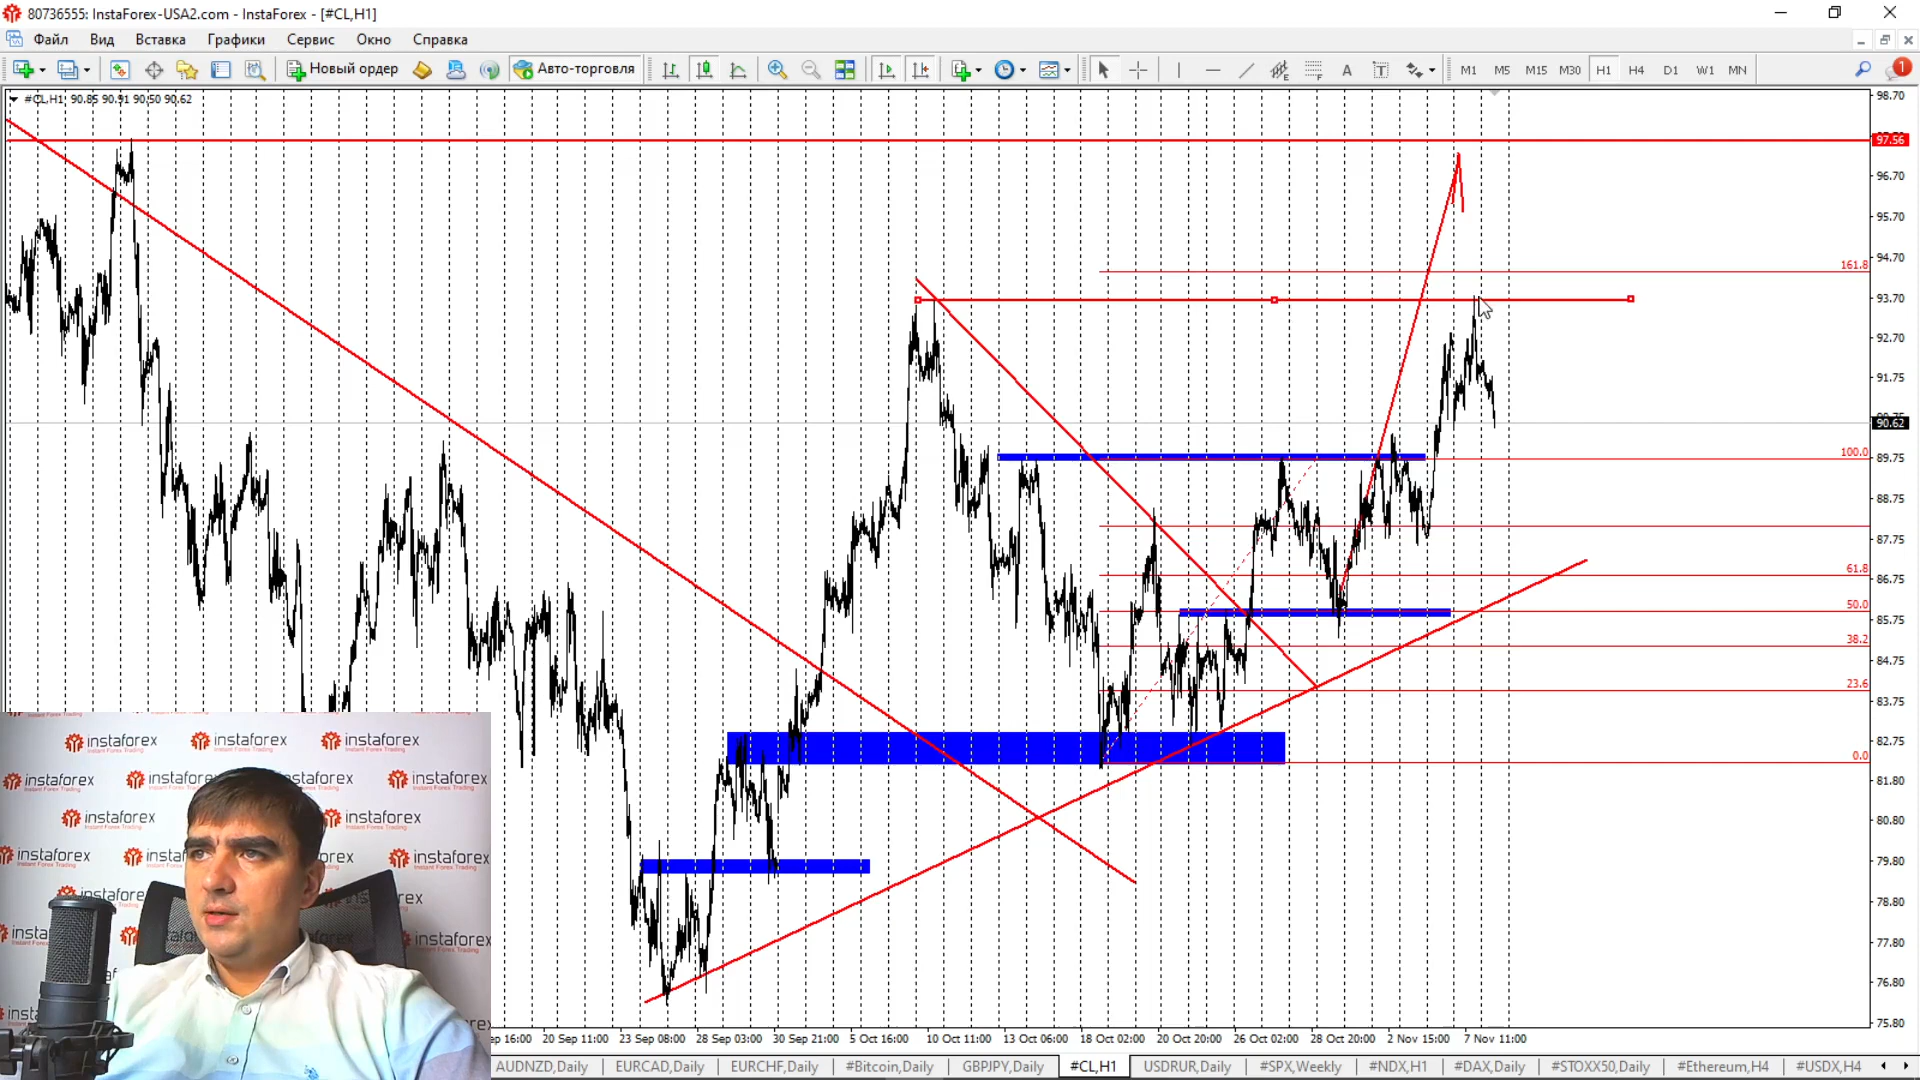 80736555: InstaForex-USA2.com - InstaForex - [#CL,H1]
Файл Вид Вставка Графики Сервис Окно Справка
Новый ордер Авто-торговля A T M1 M5 M15 M30 H1 H4 D1 W1 MN 1
#CL,H1 90.85 90.91 90.50 90.62
98.70
97.56
96.70
95.70
94.70
161.8
93.70
92.70
91.75
90.62
100.0
89.75
88.75
87.75
61.8
86.75
50.0
85.75
38.2
84.75
23.6
83.75
82.75
0.0
81.80
80.80
79.80
78.80
77.80
76.80
75.80
instaforex instaforex instaforex
Instant Forex Trading
instaforex
instaforex
instaforex
instaforex
instaforex
instaforex
16:00 20 Sep 11:00 23 Sep 08:00 28 Sep 03:00 30 Sep 21:00 5 Oct 16:00 10 Oct 11:00 13 Oct 06:00 18 Oct 02:00 20 Oct 20:00 26 Oct 02:00 28 Oct 20:00 2 Nov 15:00 7 Nov 11:00
AUDNZD,Daily EURCAD,Daily EURCHF,Daily #Bitcoin,Daily GBPJPY,Daily #CL,H1 USDRUR,Daily #SPX,Weekly #NDX,H1 #DAX,Daily #STOXX50,Daily #Ethereum,H4 #USDX,H4